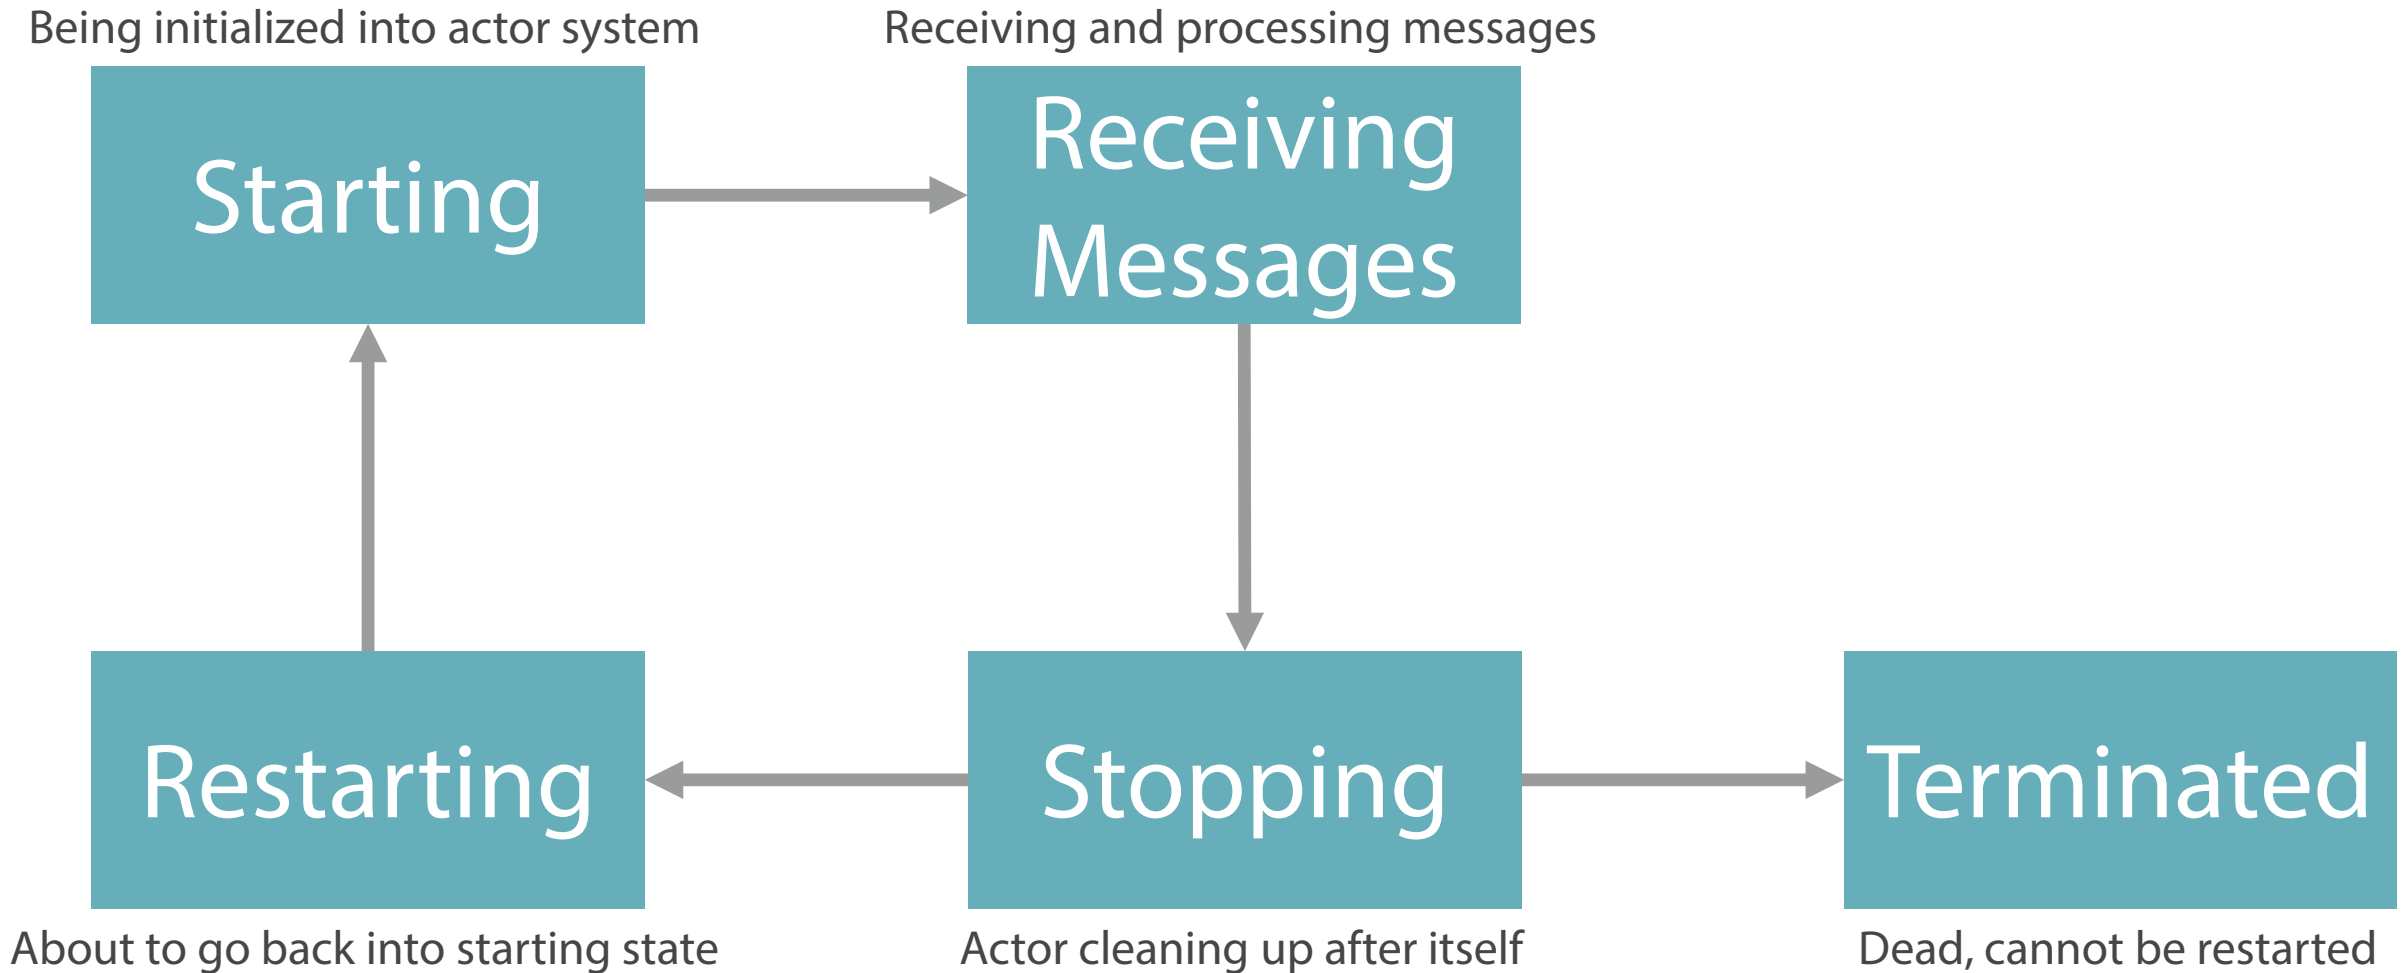 Being initialized into actor system
Receiving and processing messages
Starting
Receiving
Messages
Restarting
Stopping
Terminated
About to go back into starting state
Actor cleaning up after itself
Dead, cannot be restarted